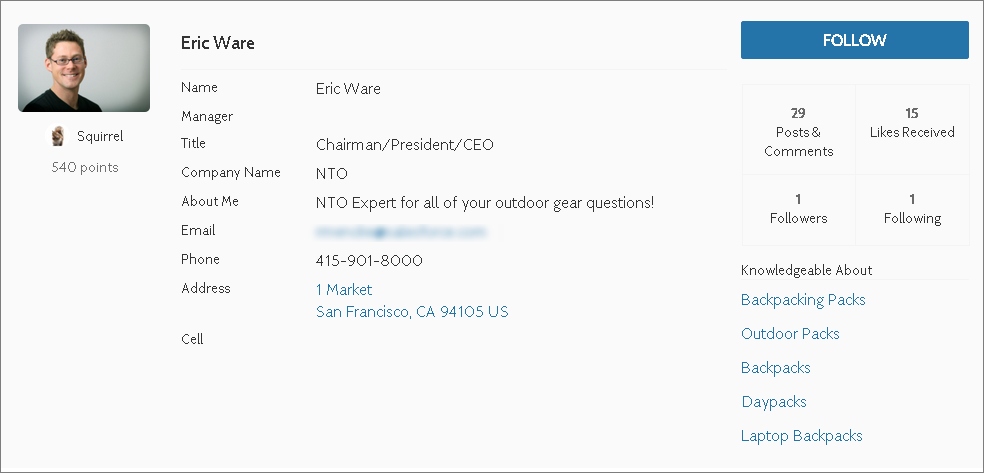 Eric Ware
Squirrel
540 points
Name Eric Ware
Manager
Title Chairman/President/CEO
Company Name NTO
About Me NTO Expert for all of your outdoor gear questions!
Email
Phone 415-901-8000
Address 1 Market
San Francisco, CA 94105 US
Cell
FOLLOW
29
Posts &
Comments
15
Likes Received
1
Followers
1
Following
Knowledgeable About
Backpacking Packs
Outdoor Packs
Backpacks
Daypacks
Laptop Backpacks